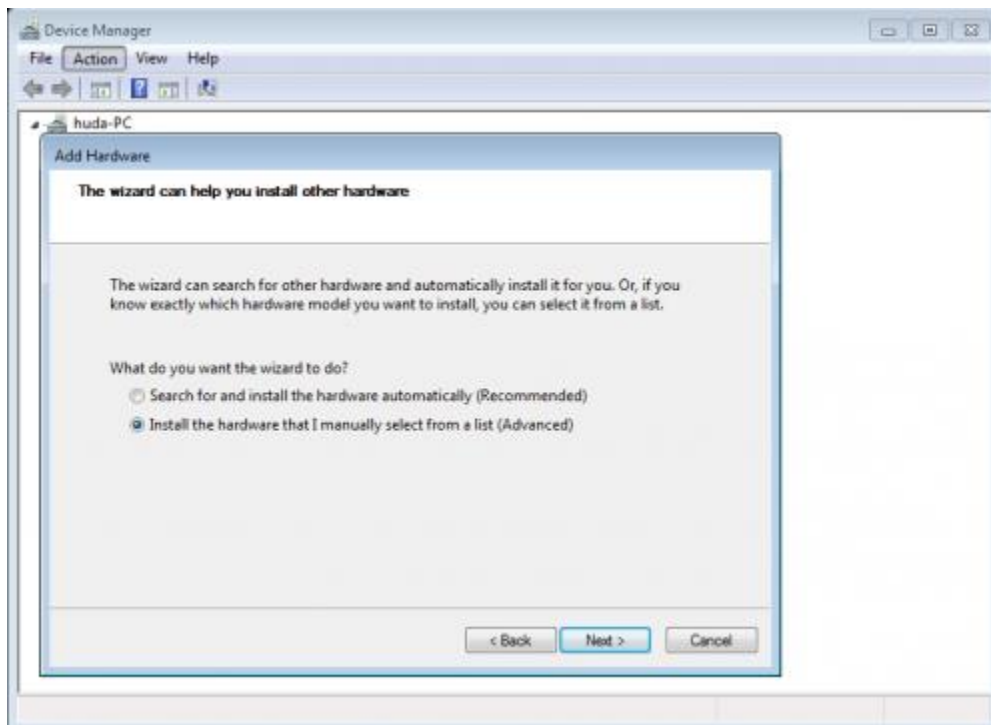 Device Manager
File Action View Help
huda-PC
Add Hardware
The wizard can help you install other hardware
The wizard can search for other hardware and automatically install it for you. Or, if you
know exactly which hardware model you want to install, you can select it from a list.
What do you want the wizard to do?
Search for and install the hardware automatically (Recommended)
Install the hardware that I manually select from a list (Advanced)
< Back Next > Cancel